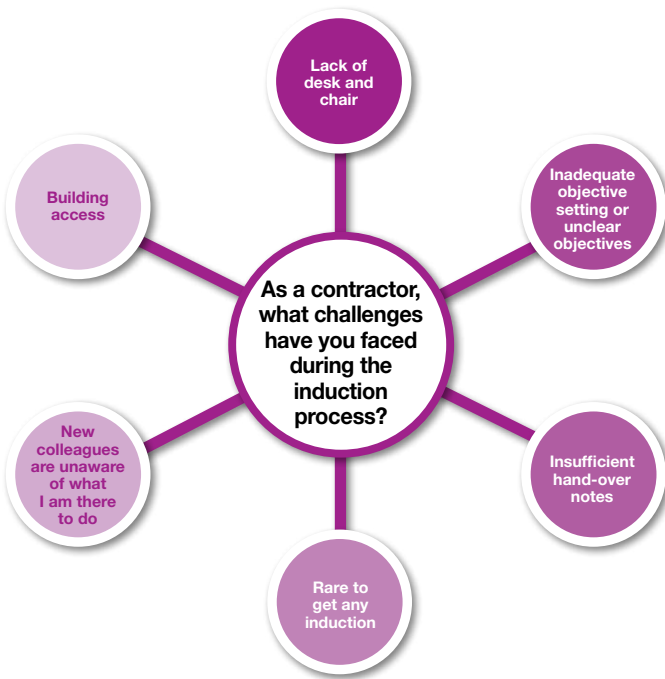 Lack of
desk and
chair
Inadequate
objective
setting or
unclear
objectives
Insufficient
hand-over
notes
Rare to
get any
induction
New
colleagues
are unaware
of what
I am there
to do
Building
access
As a contractor,
what challenges
have you faced
during the
induction
process?